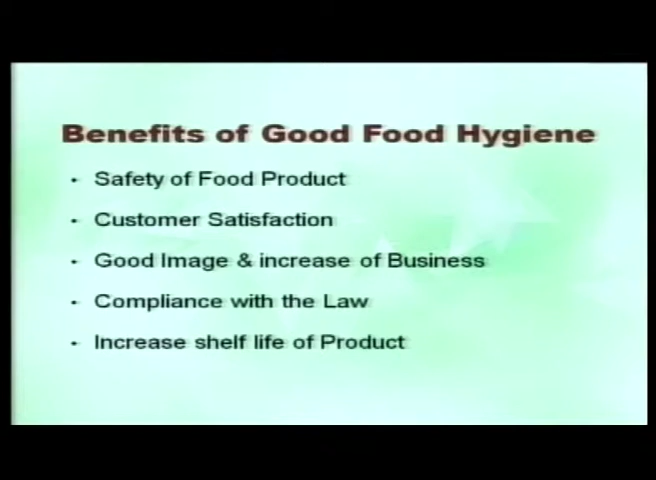 Benefits of Good Food Hygiene
• Safety of Food Product
• Customer Satisfaction
• Good Image & increase of Business
• Compliance with the Law
• Increase shelf life of Product